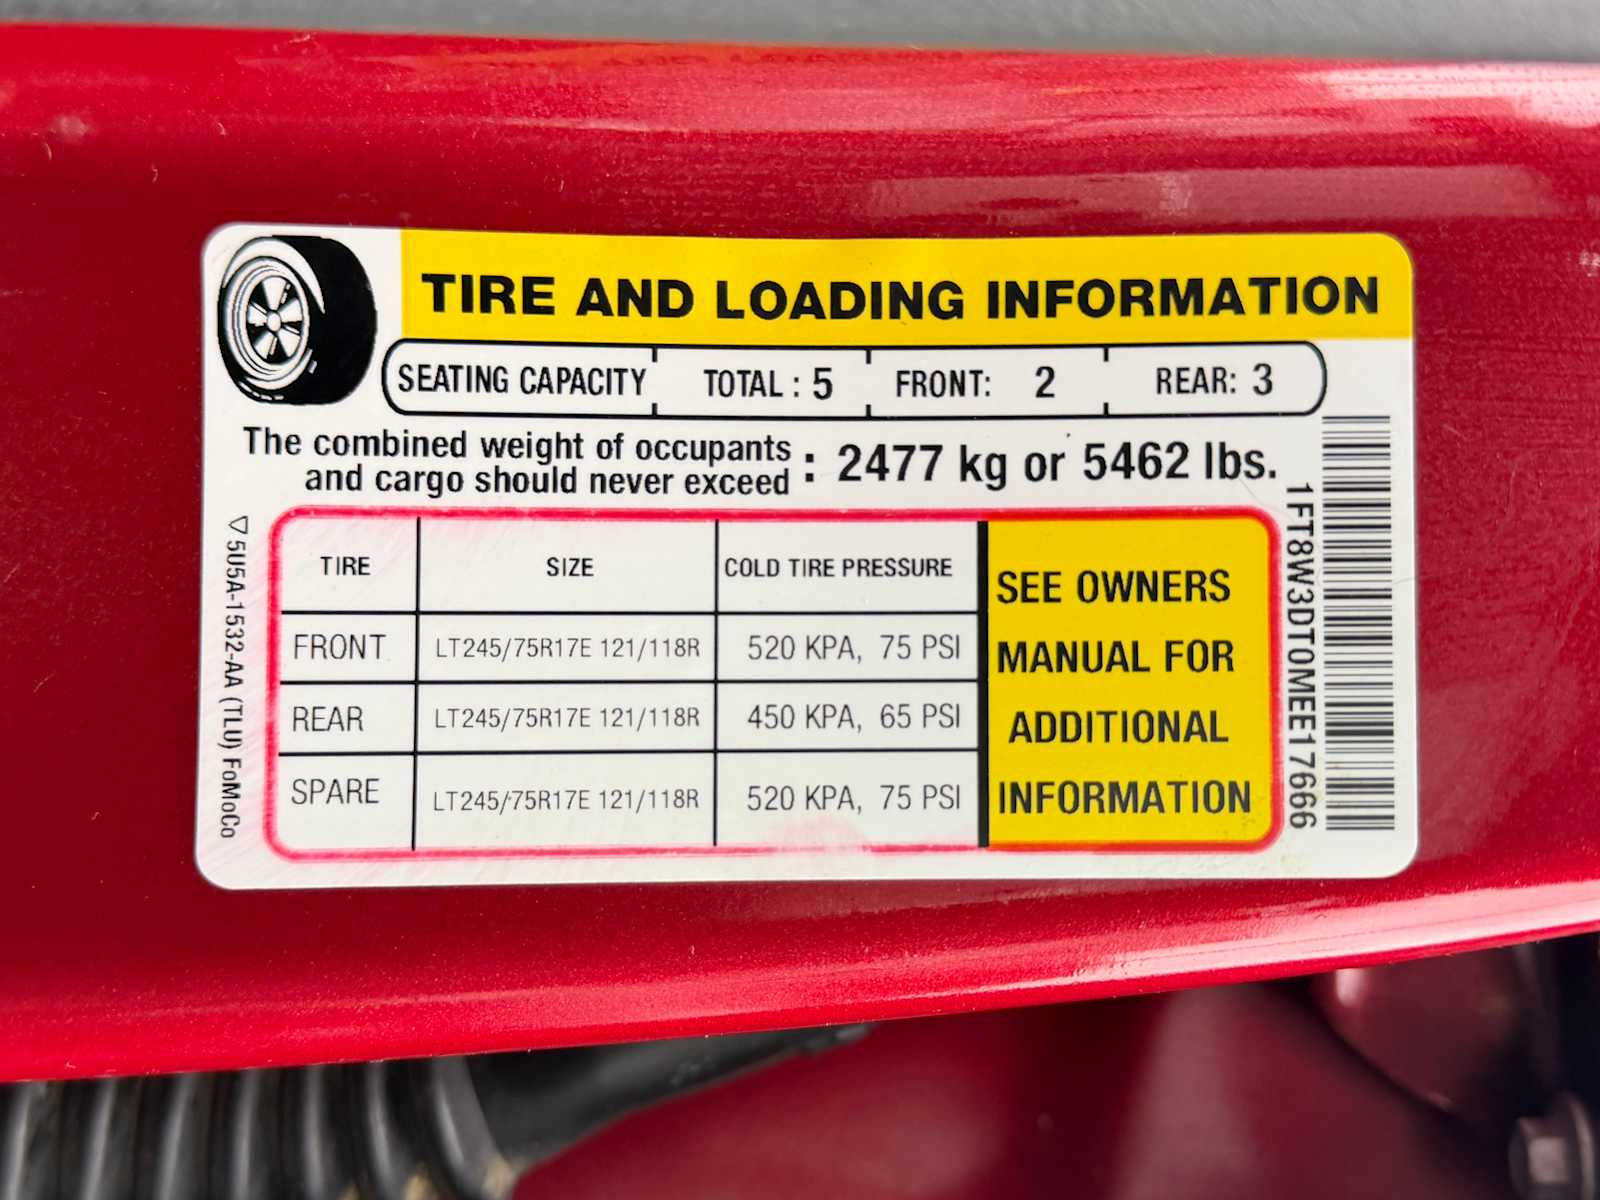 TIRE AND LOADING INFORMATION
SEATING CAPACITY TOTAL : 5 FRONT: 2 REAR: 3
The combined weight of occupants
and cargo should never exceed : 2477 kg or 5462 lbs.
TIRE SIZE COLD TIRE PRESSURE
FRONT LT245/75R17E 121/118R 520 KPA, 75 PSI
REAR LT245/75R17E 121/118R 450 KPA, 65 PSI
SPARE LT245/75R17E 121/118R 520 KPA, 75 PSI
SEE OWNERS
MANUAL FOR
ADDITIONAL
INFORMATION
5U5A-1532-AA (TLU) FoMoCo
1FT8W3DT0MEE17666